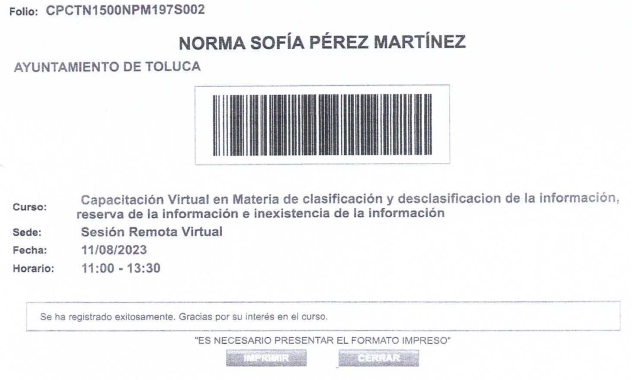 Folio: CPCTN1500NPM197S002
NORMA SOFÍA PÉREZ MARTÍNEZ
AYUNTAMIENTO DE TOLUCA
Curso: Capacitación Virtual en Materia de clasificación y desclasificacion de la información,
reserva de la información e inexistencia de la información
Sede: Sesión Remota Virtual
Fecha: 11/08/2023
Horario: 11:00 - 13:30
Se ha registrado exitosamente. Gracias por su interés en el curso.
"ES NECESARIO PRESENTAR EL FORMATO IMPRESO"
IMPRIMIR CERRAR